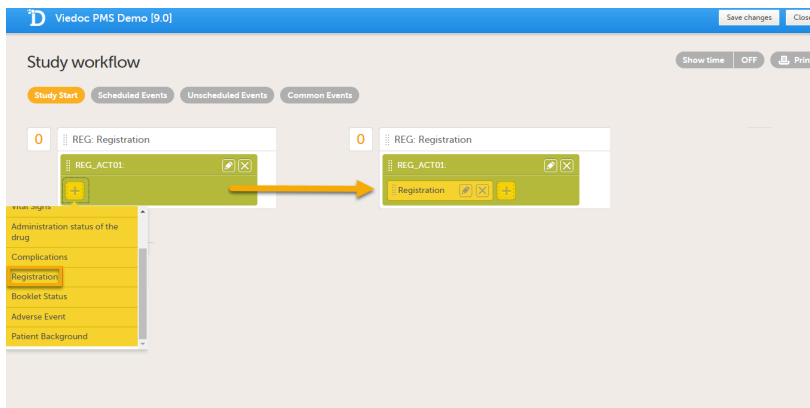 Viedoc PMS Demo [9.0]
Save changes
Close
Study workflow
Show time OFF Prin
Study Start Scheduled Events Unscheduled Events Common Events
0 REG: Registration
REG_ACT01:
Vital Signs
Administration status of the
drug
Complications
Registration
Booklet Status
Adverse Event
Patient Background
0 REG: Registration
REG_ACT01:
Registration